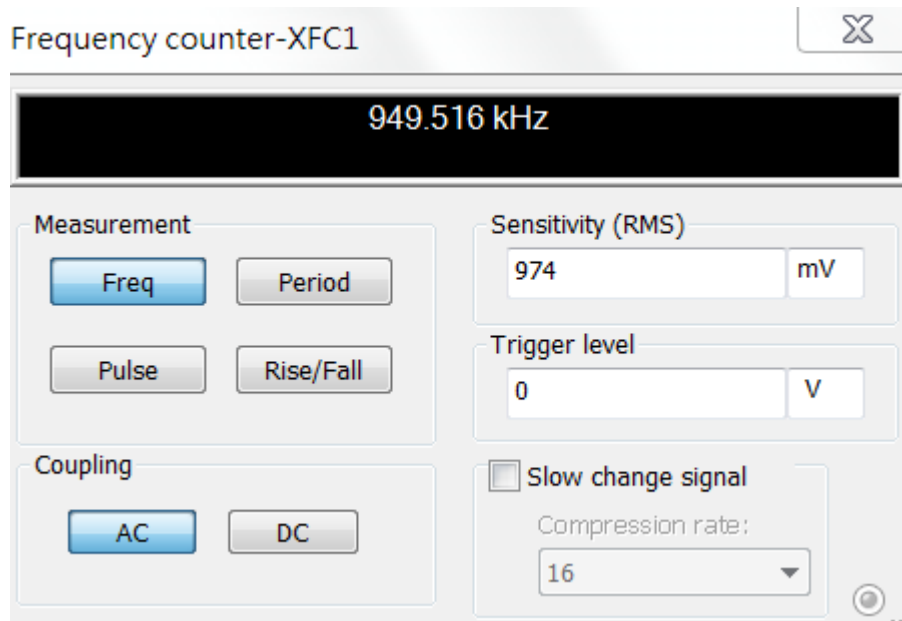 Frequency counter-XFC1
949.516 kHz
Measurement
Freq
Period
Pulse
Rise/Fall
Coupling
AC
DC
Sensitivity (RMS)
974
mV
Trigger level
0
V
Slow change signal
Compression rate:
16